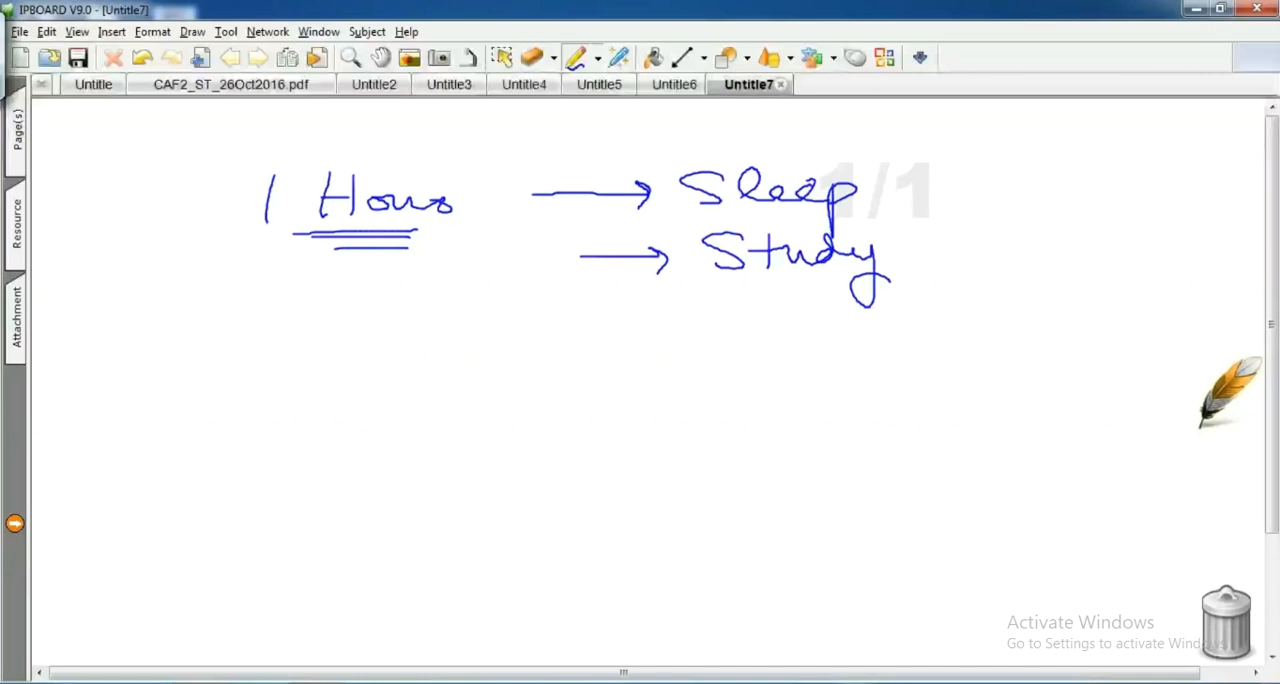 IPBOARD V9.0 - [Untitle7]
File Edit View Insert Format Draw Tool Network Window Subject Help
Untitle CAF2_ST_26Oct2016.pdf Untitle2 Untitle3 Untitle4 Untitle5 Untitle6 Untitle7
Page(s)
Resource
Attachment
1/1
1 Hour → Sleep
→ Study
Activate Windows
Go to Settings to activate Windows.